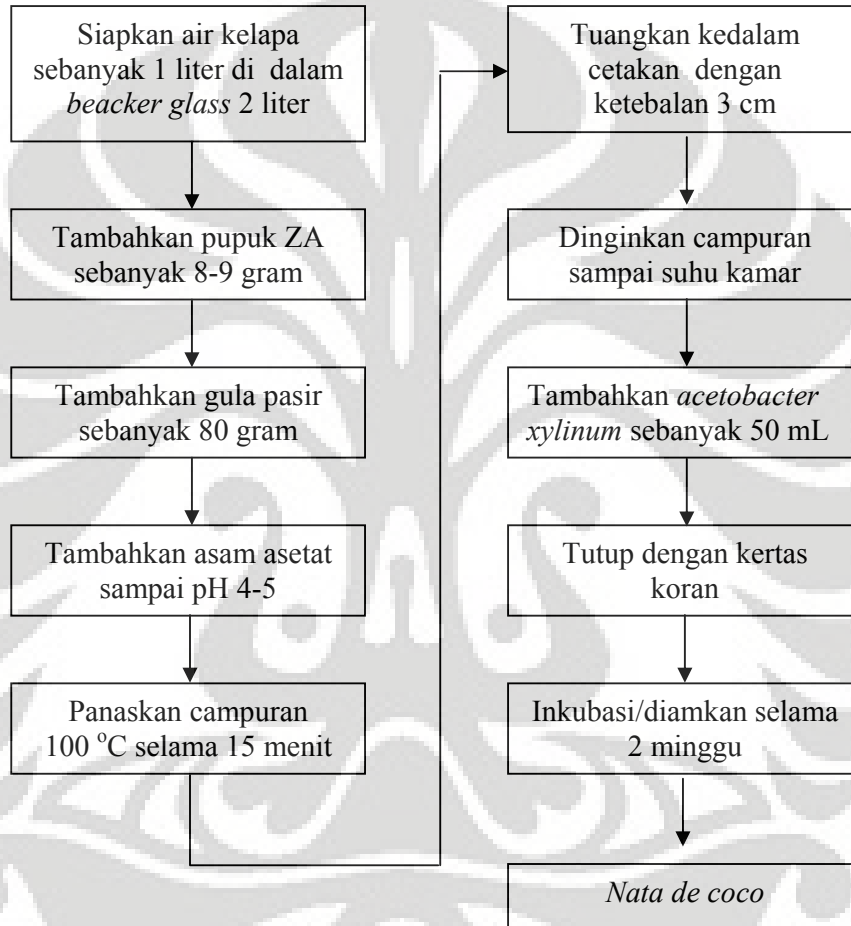 Siapkan air kelapa
sebanyak 1 liter di dalam
beacker glass 2 liter
Tambahkan pupuk ZA
sebanyak 8-9 gram
Tambahkan gula pasir
sebanyak 80 gram
Tambahkan asam asetat
sampai pH 4-5
Panaskan campuran
100 °C selama 15 menit
Tuangkan kedalam
cetakan dengan
ketebalan 3 cm
Dinginkan campuran
sampai suhu kamar
Tambahkan acetobacter
xylinum sebanyak 50 mL
Tutup dengan kertas
koran
Inkubasi/diamkan selama
2 minggu
Nata de coco